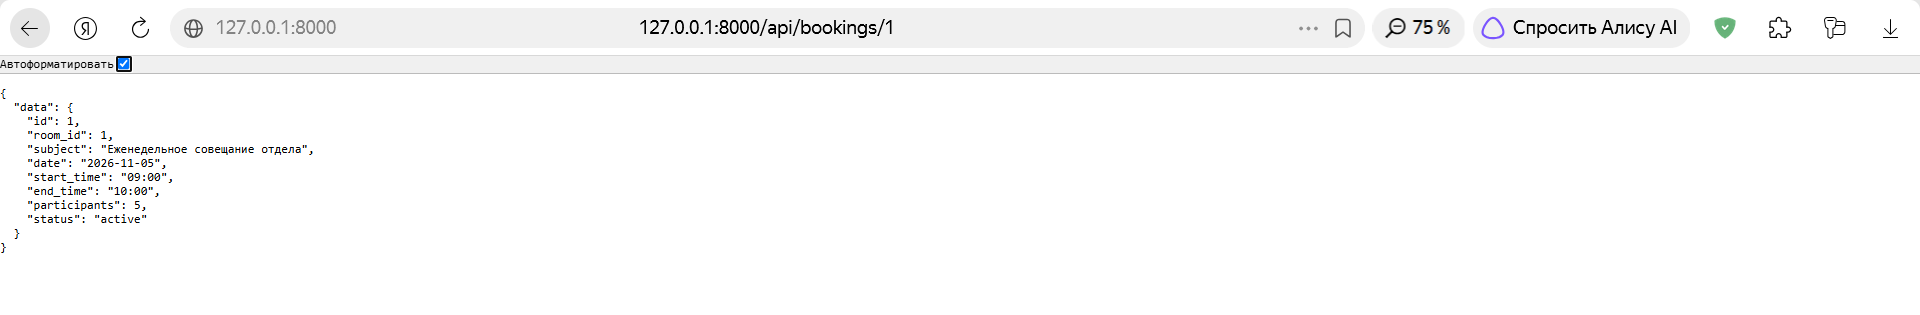 Я 127.0.0.1:8000 127.0.0.1:8000/api/bookings/1 75 % Спросить Алису AI
Автоформатировать
{
  "data": {
    "id": 1,
    "room_id": 1,
    "subject": "Еженедельное совещание отдела",
    "date": "2026-11-05",
    "start_time": "09:00",
    "end_time": "10:00",
    "participants": 5,
    "status": "active"
  }
}